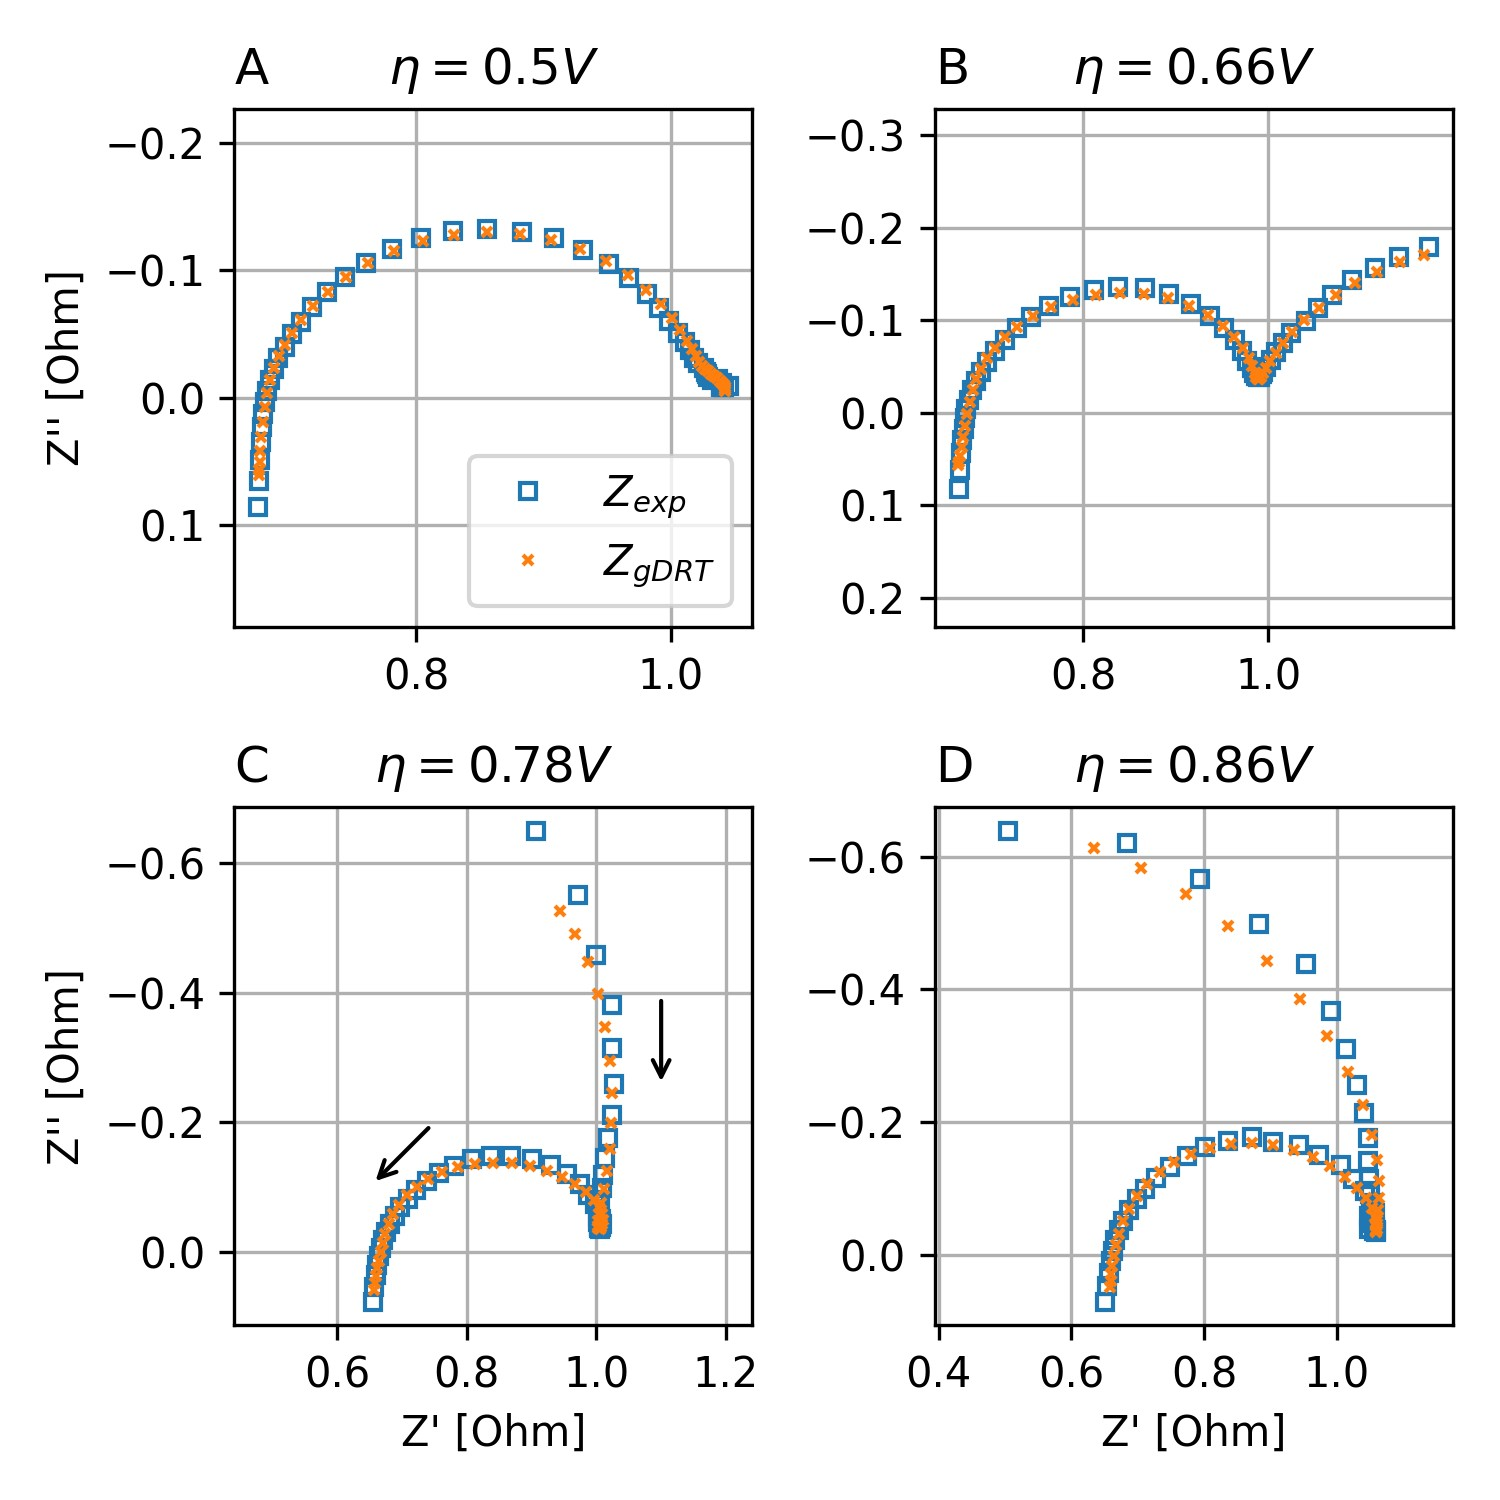 A η = 0.5V
−0.2
−0.1
0.0
0.1
Z'' [Ohm]
0.8 1.0
Z_exp
Z_gDRT
B η = 0.66V
−0.3
−0.2
−0.1
0.0
0.1
0.2
0.8 1.0
C η = 0.78V
−0.6
−0.4
−0.2
0.0
Z'' [Ohm]
0.6 0.8 1.0 1.2
Z' [Ohm]
D η = 0.86V
−0.6
−0.4
−0.2
0.0
0.4 0.6 0.8 1.0
Z' [Ohm]